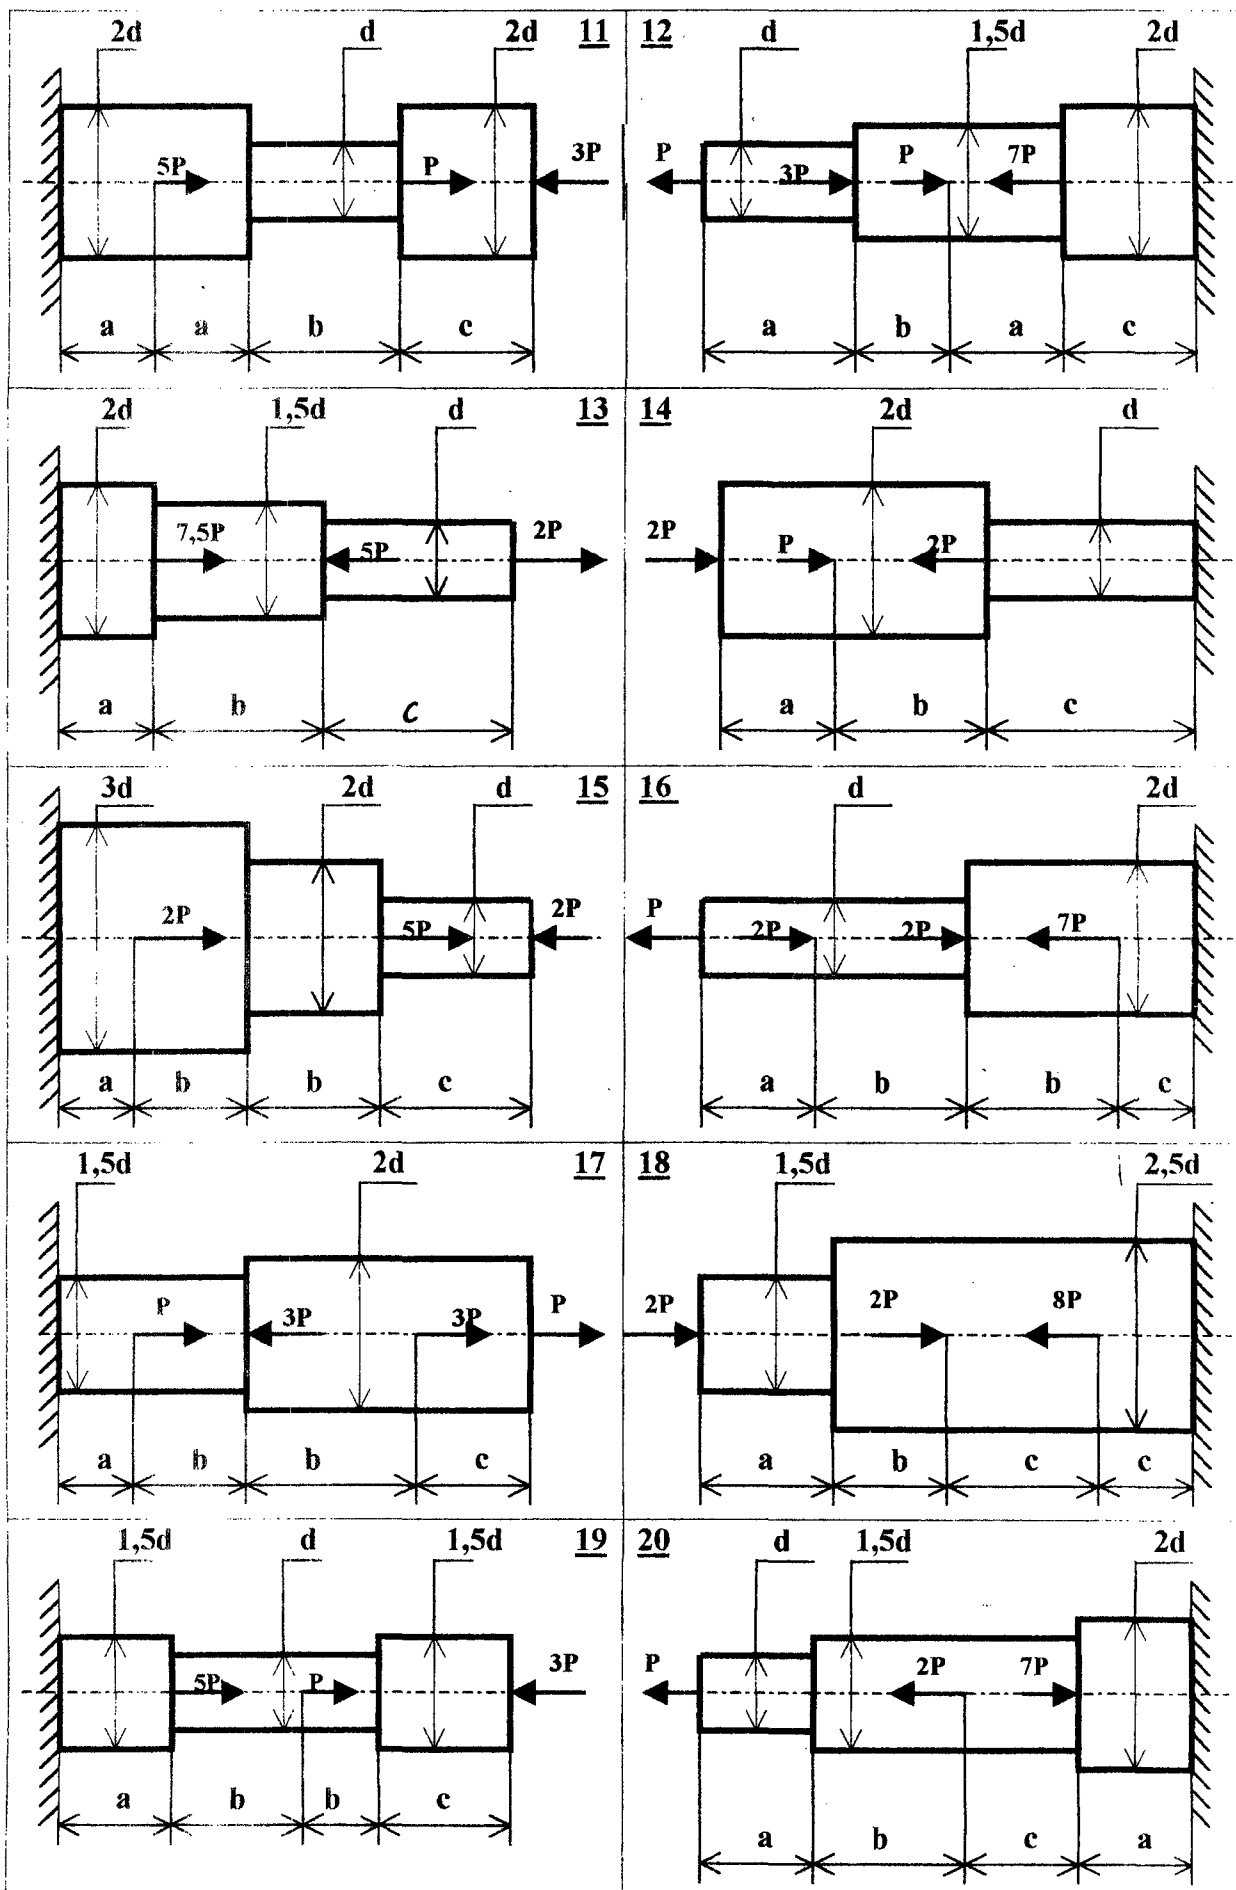 2d d 2d 11
5P P 3P
a a b c
12 d 1,5d 2d
P 3P P 7P
a b a c
2d 1,5d d 13
7,5P 5P 2P
a b c
14 2d d
2P P 2P
a b c
3d 2d d 15
2P 5P 2P
a b b c
16 d 2d
P 2P 2P 7P
a b b c
1,5d 2d 17
P 3P 3P P
a b b c
18 1,5d 2,5d
2P 2P 8P
a b c c
1,5d d 1,5d 19
5P P 3P
a b b c
20 d 1,5d 2d
P 2P 7P
a b c a